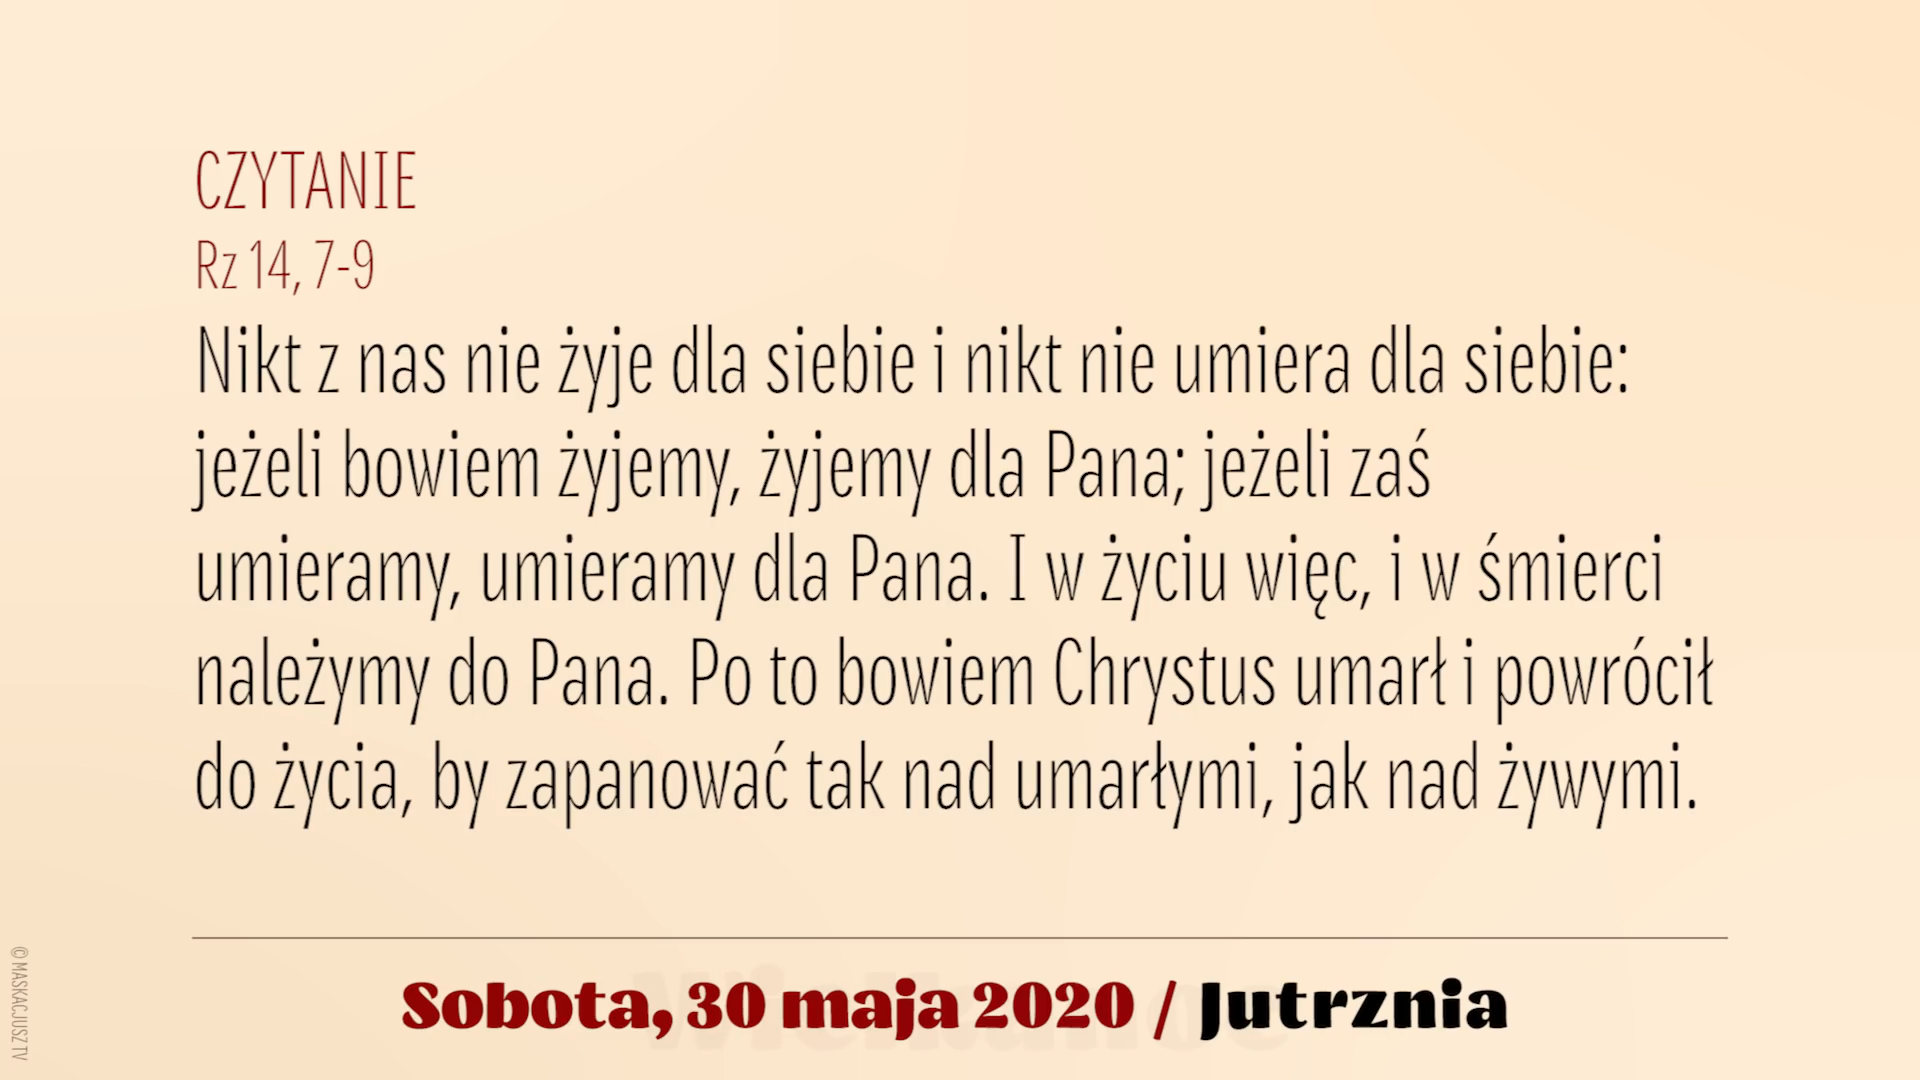 CZYTANIE
Rz 14, 7-9
Nikt z nas nie żyje dla siebie i nikt nie umiera dla siebie:
jeżeli bowiem żyjemy, żyjemy dla Pana; jeżeli zaś
umieramy, umieramy dla Pana. I w życiu więc, i w śmierci
należymy do Pana. Po to bowiem Chrystus umarł i powrócił
do życia, by zapanować tak nad umarłymi, jak nad żywymi.
Sobota, 30 maja 2020 / Jutrznia
© MASKACJUSZ TV